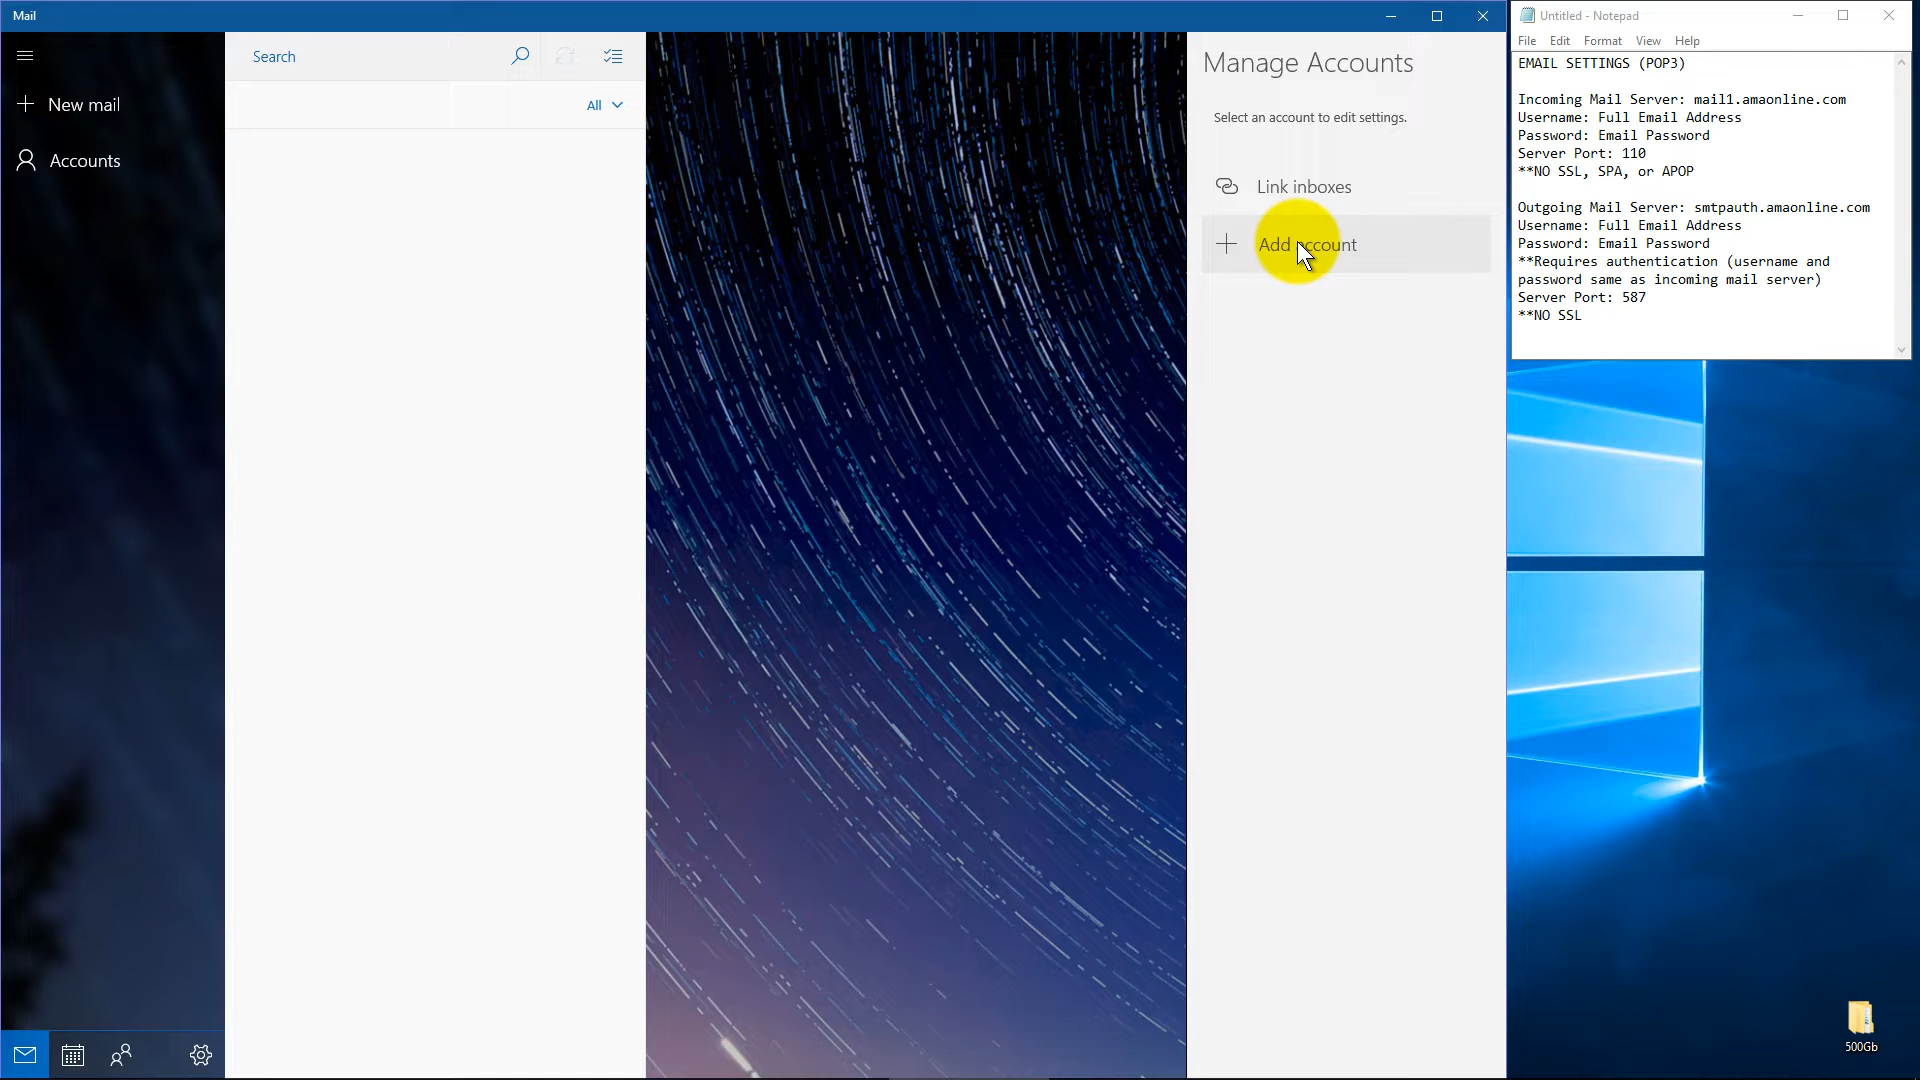 Mail
New mail
Accounts
Search
All
Manage Accounts
Select an account to edit settings.
Link inboxes
Add account
Untitled - Notepad
File Edit Format View Help
EMAIL SETTINGS (POP3)
Incoming Mail Server: mail1.amaonline.com
Username: Full Email Address
Password: Email Password
Server Port: 110
**NO SSL, SPA, or APOP
Outgoing Mail Server: smtpauth.amaonline.com
Username: Full Email Address
Password: Email Password
**Requires authentication (username and
password same as incoming mail server)
Server Port: 587
**NO SSL
500Gb